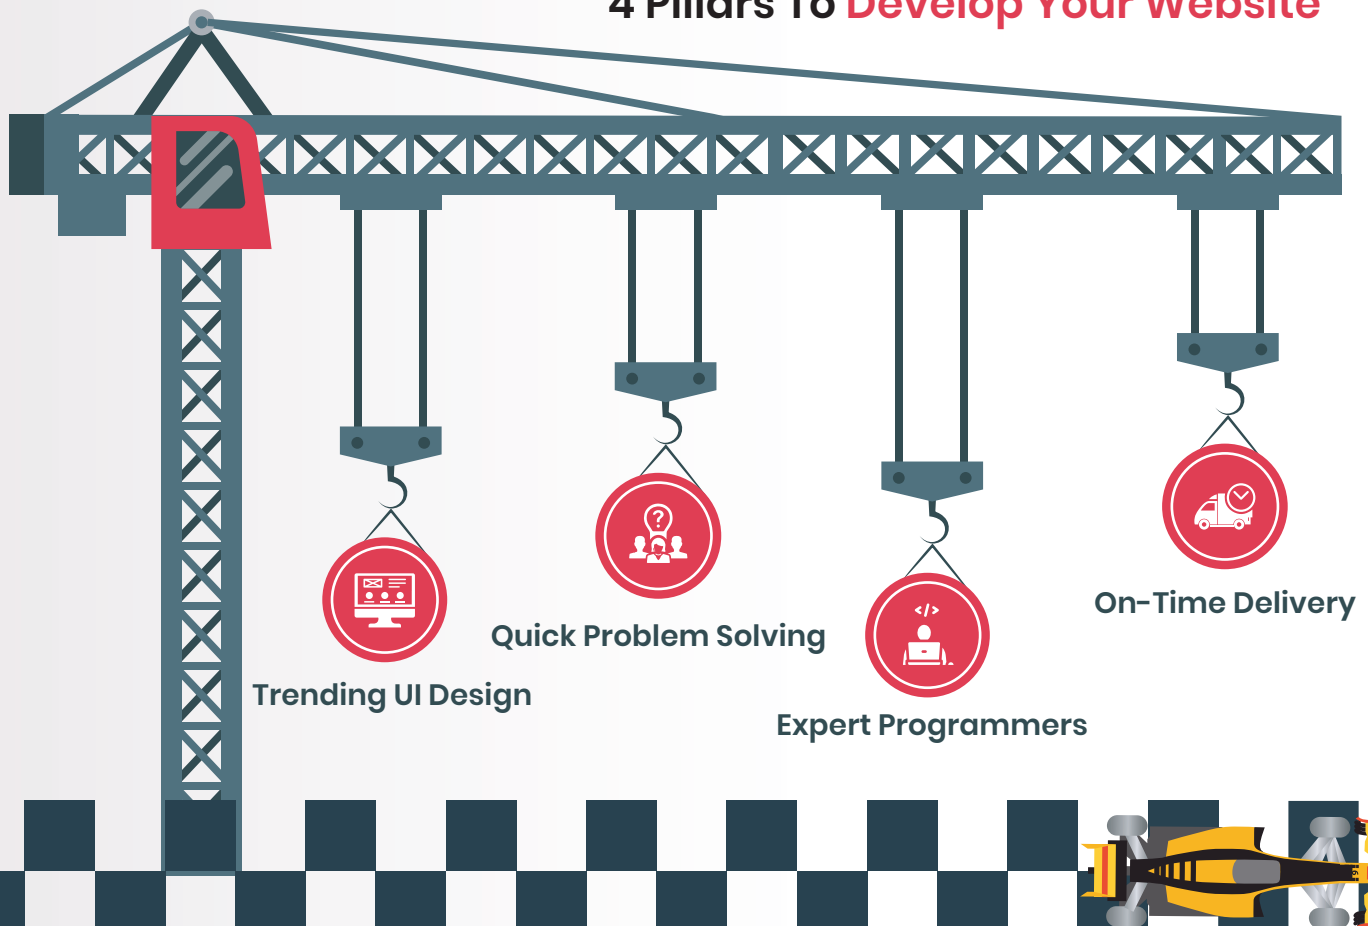 4 Pillars To Develop Your Website
Quick Problem Solving
On-Time Delivery
Trending UI Design
Expert Programmers